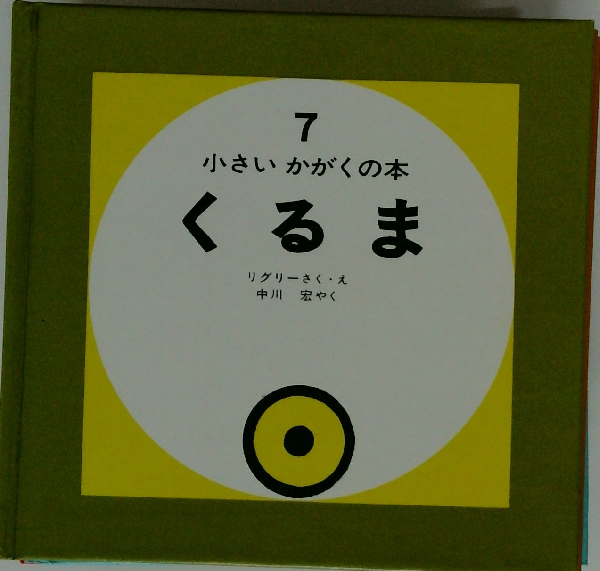 7
小さい かがくの本
くるま
リグリーさく・え
中川 宏やく